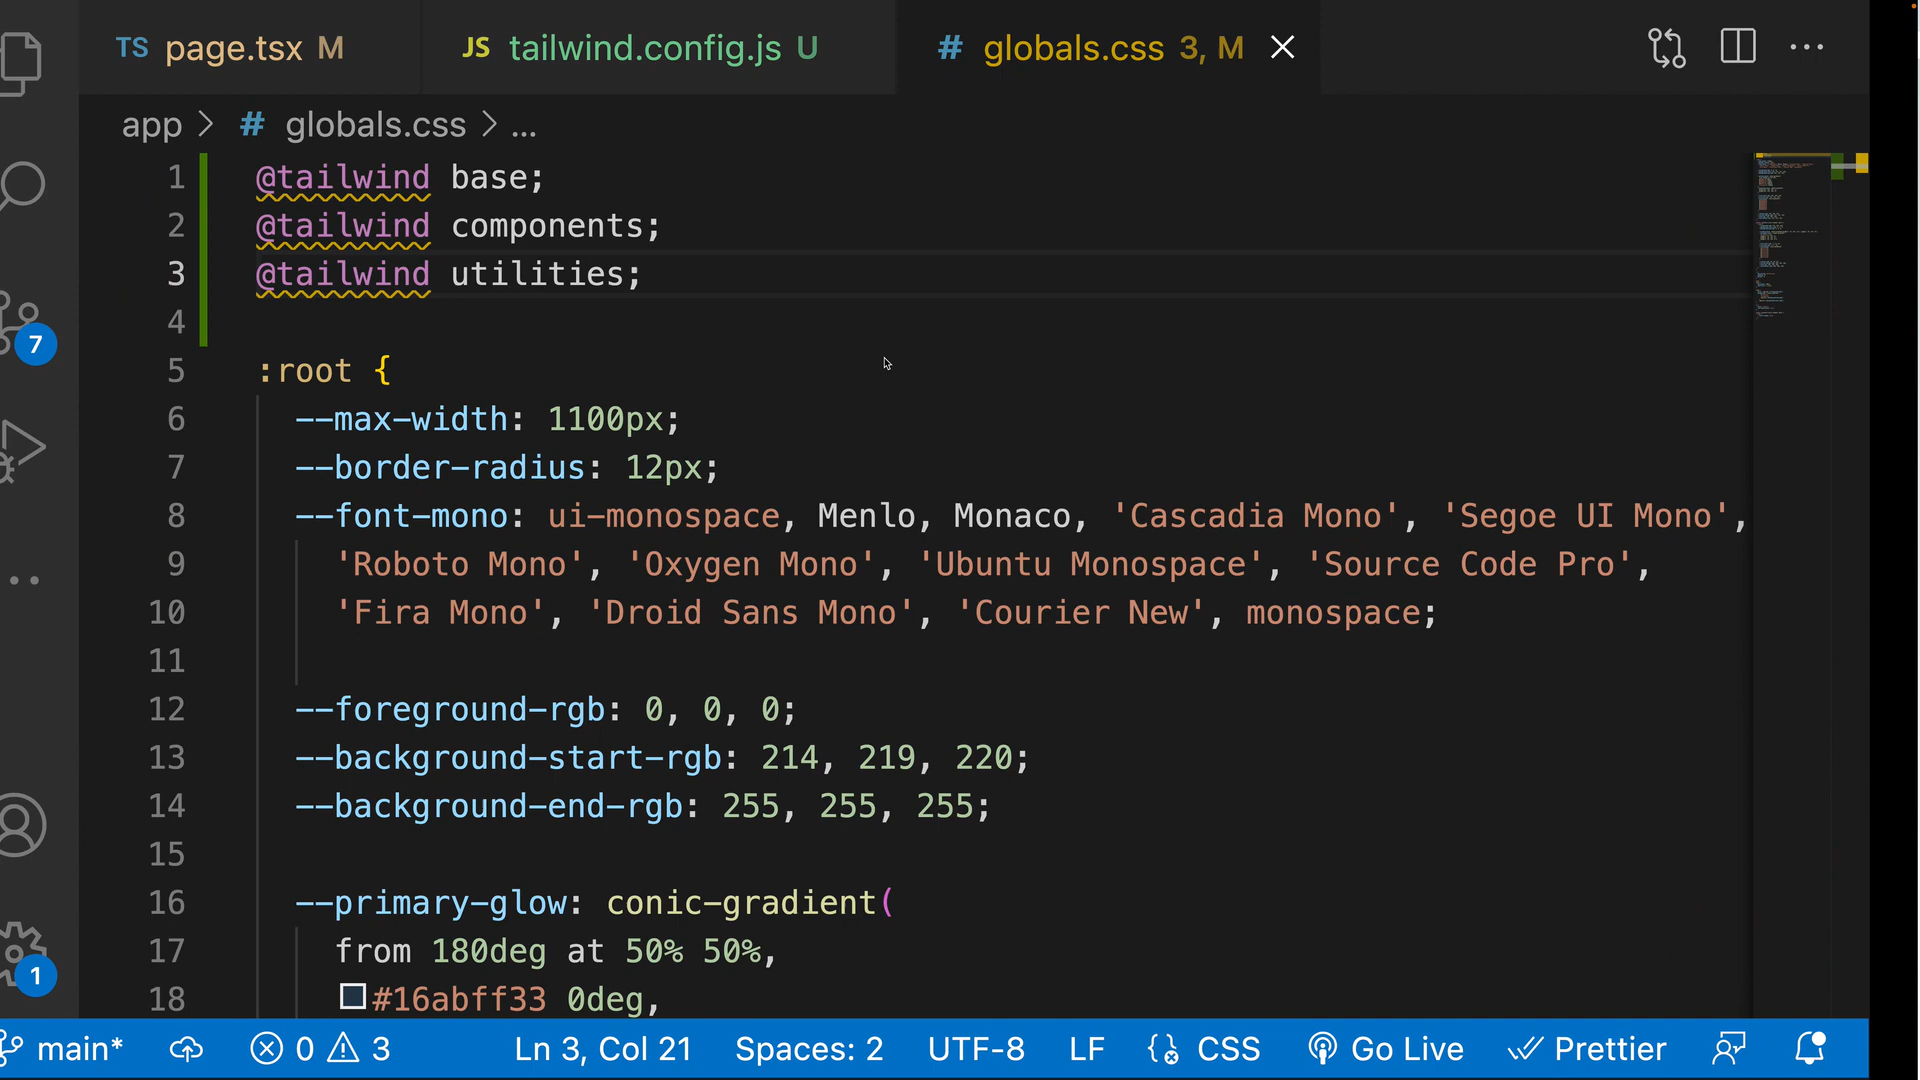 TS page.tsx M
JS tailwind.config.js U
# globals.css 3, M
app > # globals.css > ...
1 @tailwind base;
2 @tailwind components;
3 @tailwind utilities;
4
5 :root {
6 --max-width: 1100px;
7 --border-radius: 12px;
8 --font-mono: ui-monospace, Menlo, Monaco, 'Cascadia Mono', 'Segoe UI Mono',
9 'Roboto Mono', 'Oxygen Mono', 'Ubuntu Monospace', 'Source Code Pro',
10 'Fira Mono', 'Droid Sans Mono', 'Courier New', monospace;
11
12 --foreground-rgb: 0, 0, 0;
13 --background-start-rgb: 214, 219, 220;
14 --background-end-rgb: 255, 255, 255;
15
16 --primary-glow: conic-gradient(
17 from 180deg at 50% 50%,
18 #16abff33 0deg,
7
1
main* 0 3 Ln 3, Col 21 Spaces: 2 UTF-8 LF CSS Go Live Prettier